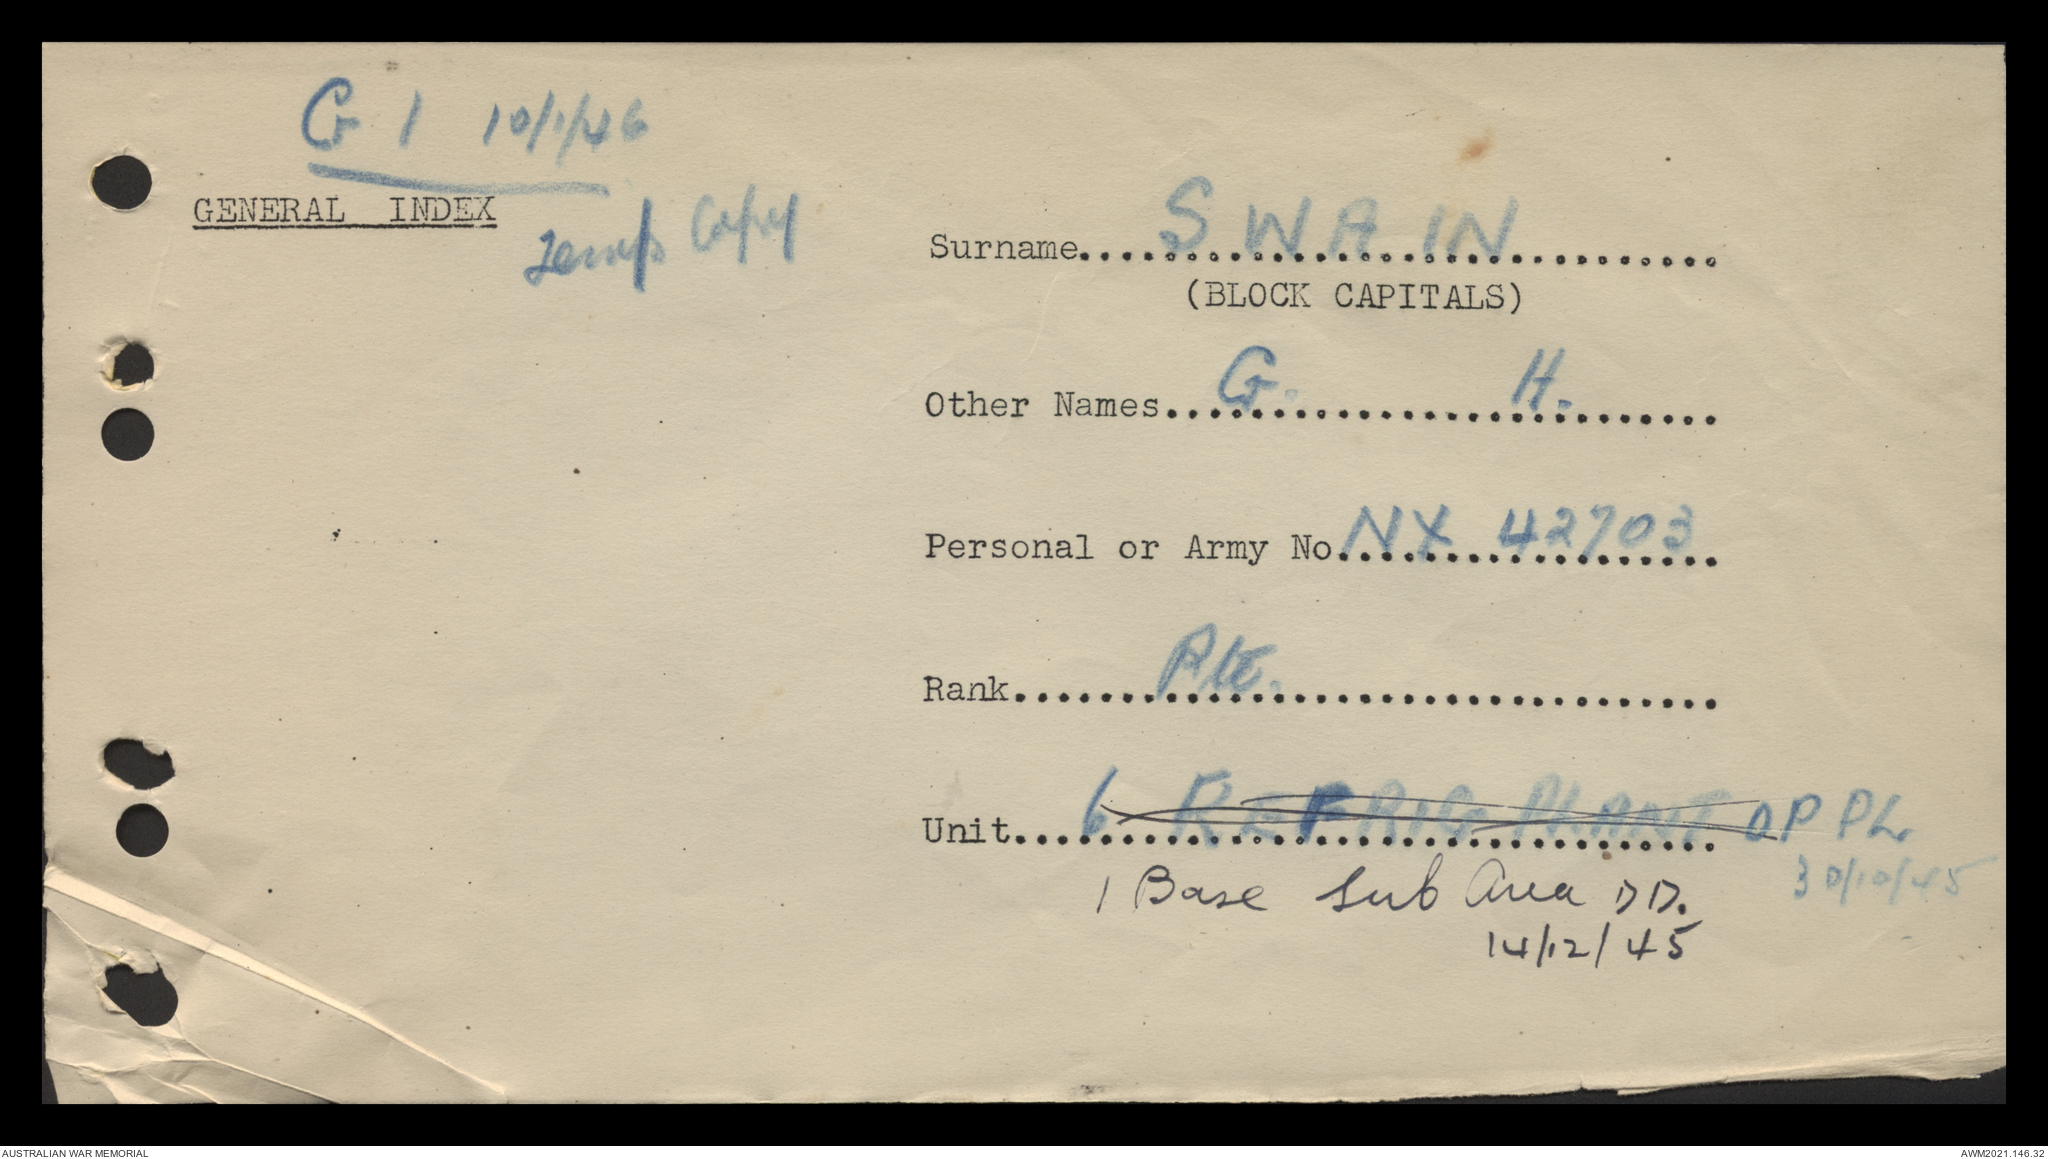 G 1 10/1/46
GENERAL INDEX
Temp Copy
Surname.... S W A I N
(BLOCK CAPITALS)
Other Names.... G. H.
Personal or Army No.... NX 42703
Rank.... Pte.
Unit.... 6 REFRIG PLANT OP PL.
30/10/45
1 Base Sub Area DD.
14/12/45
AUSTRALIAN WAR MEMORIAL
AWM2021.146.32